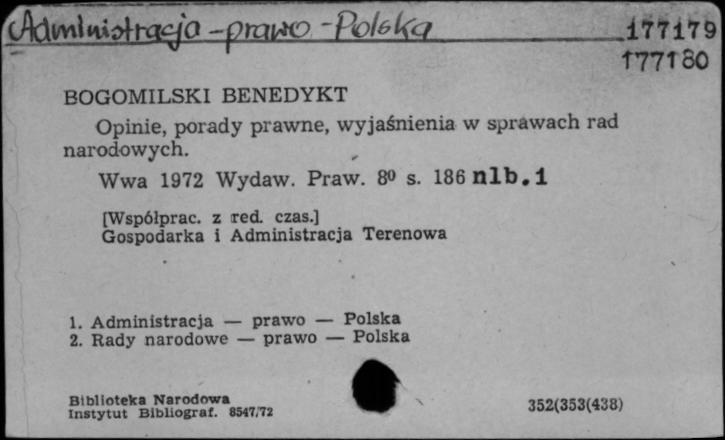 Administracja - prawo - Polska 177179
177180
BOGOMILSKI BENEDYKT
Opinie, porady prawne, wyjaśnienia w sprawach rad
narodowych.
Wwa 1972 Wydaw. Praw. 8⁰ s. 186 nlb. 1
[Współprac. z red. czas.]
Gospodarka i Administracja Terenowa
1. Administracja — prawo — Polska
2. Rady narodowe — prawo — Polska
Biblioteka Narodowa
Instytut Bibliograf. 8547/72 352(353(438)